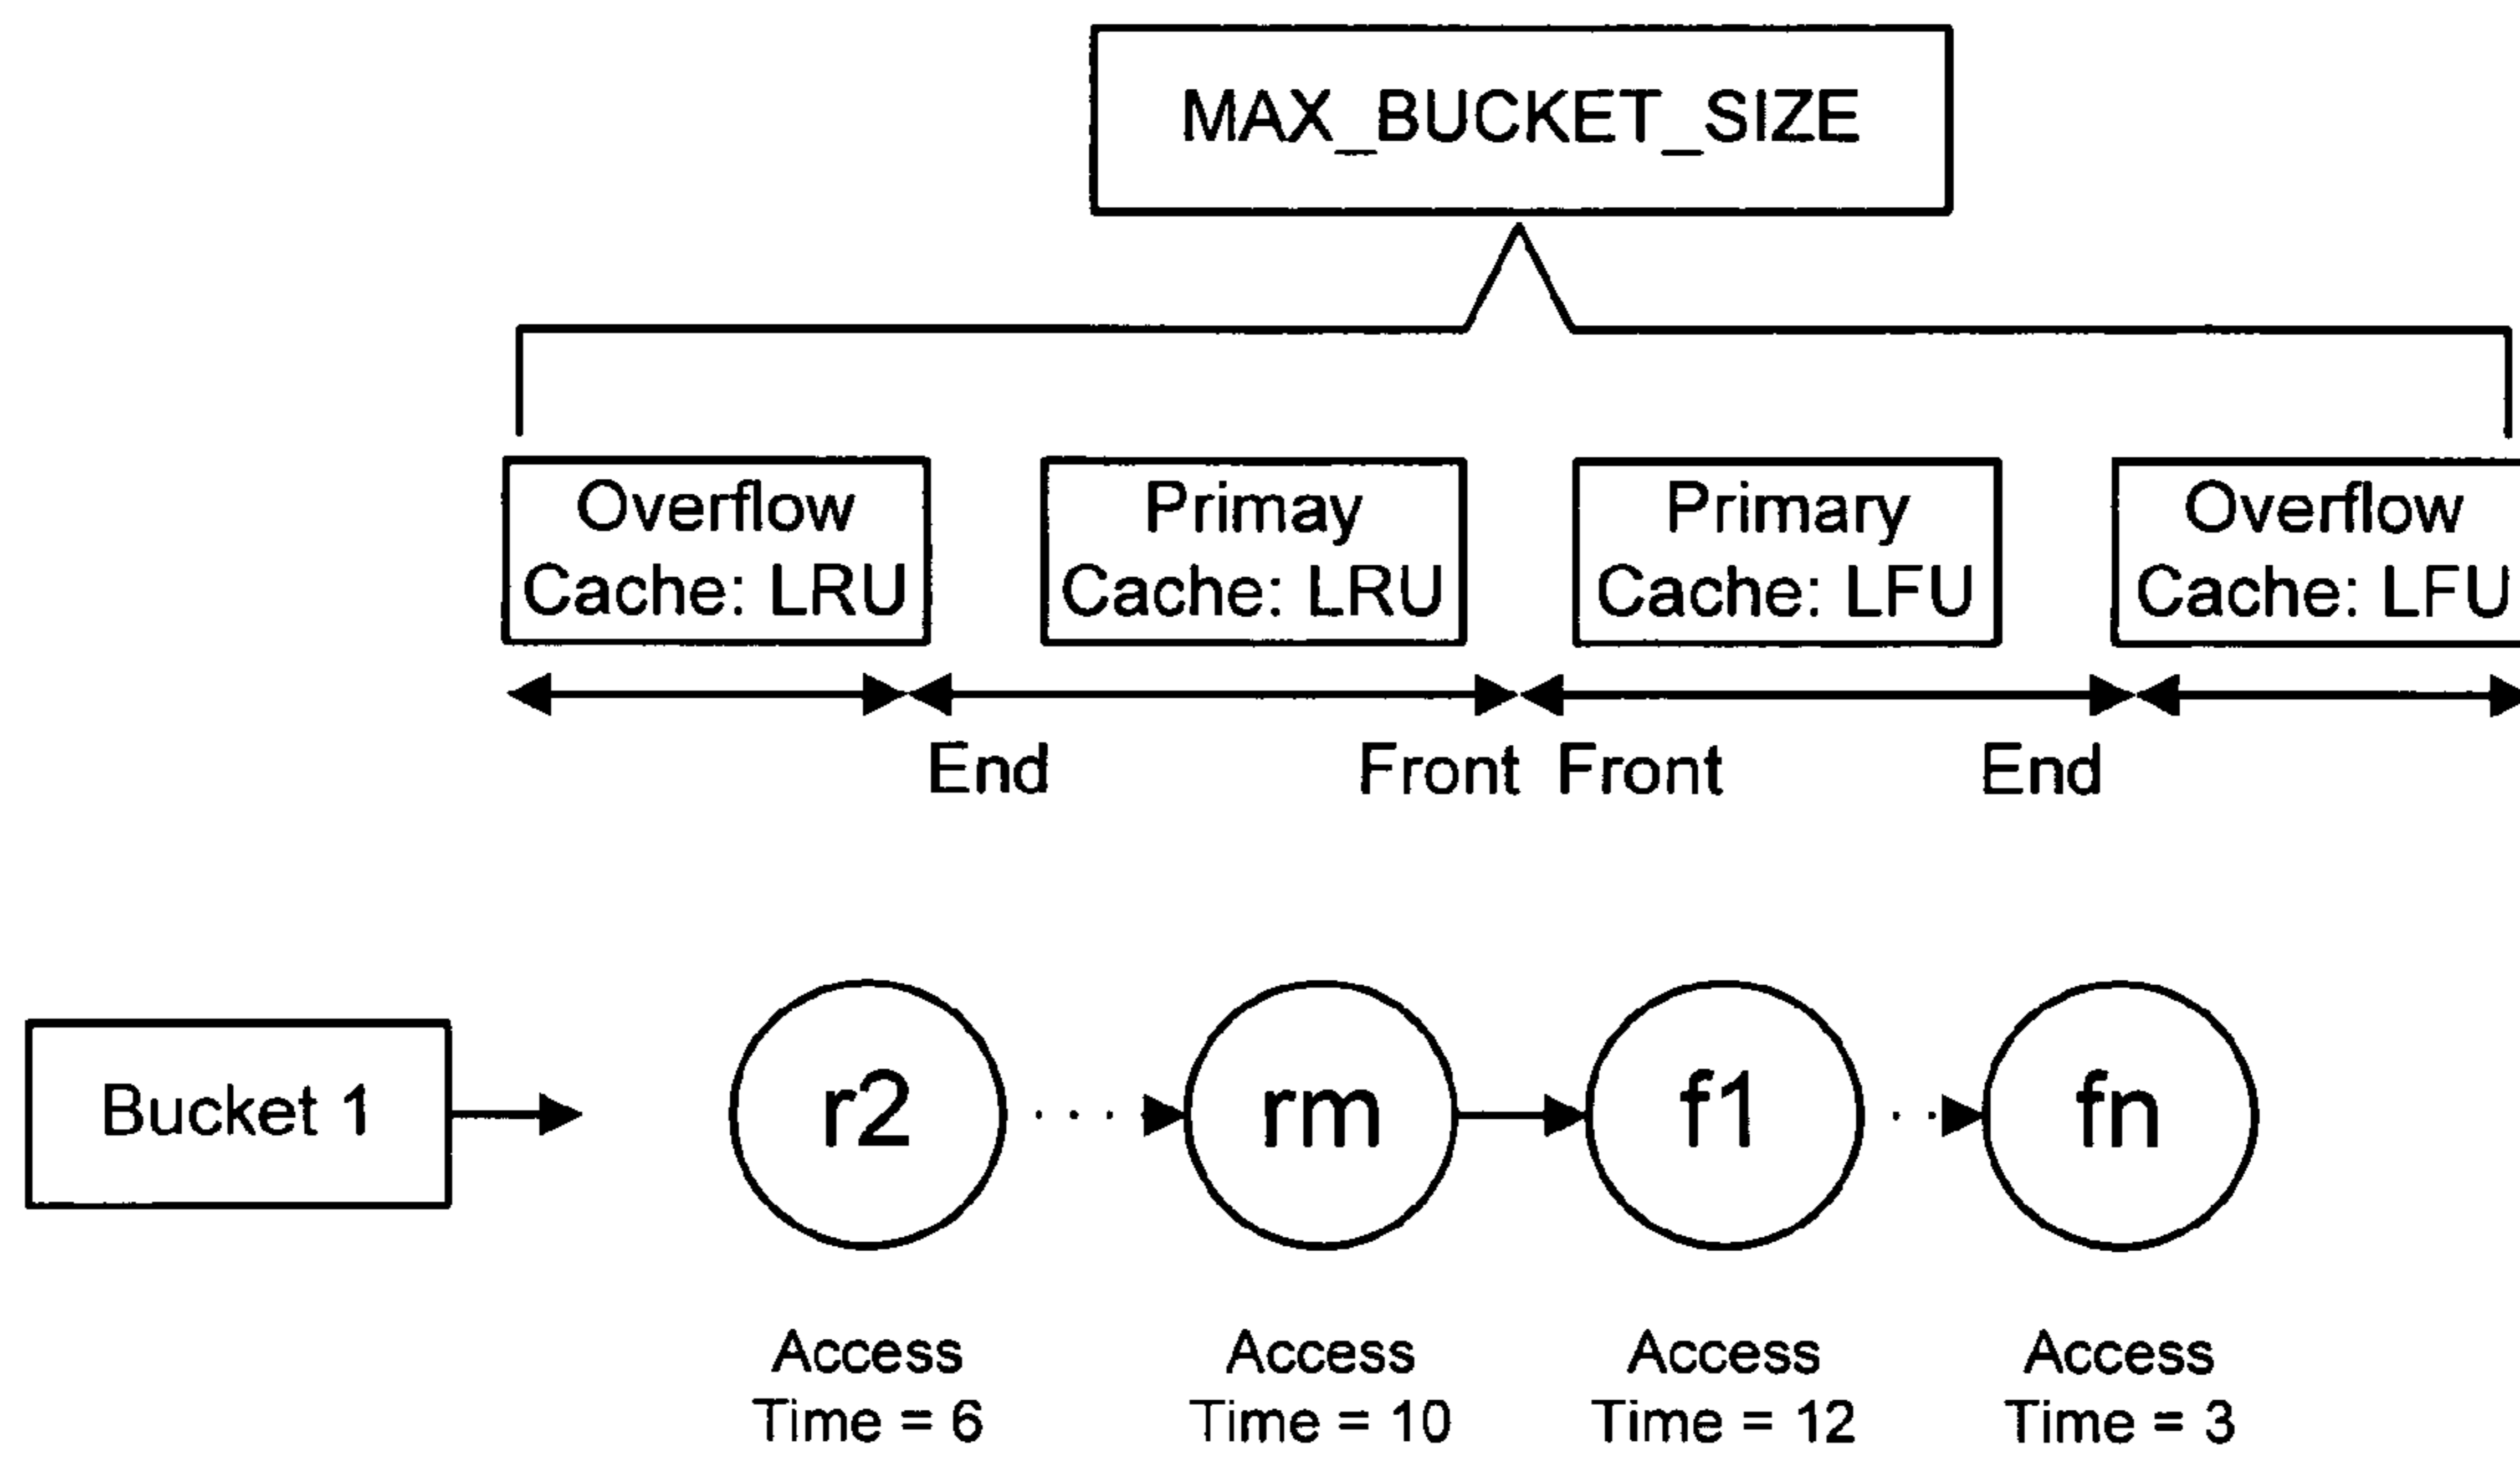 MAX_BUCKET_SIZE
Overflow
Cache: LRU
Primay
Cache: LRU
Primary
Cache: LFU
Overflow
Cache: LFU
End
Front
Front
End
Bucket 1
r2
rm
f1
fn
Access
Time = 6
Access
Time = 10
Access
Time = 12
Access
Time = 3